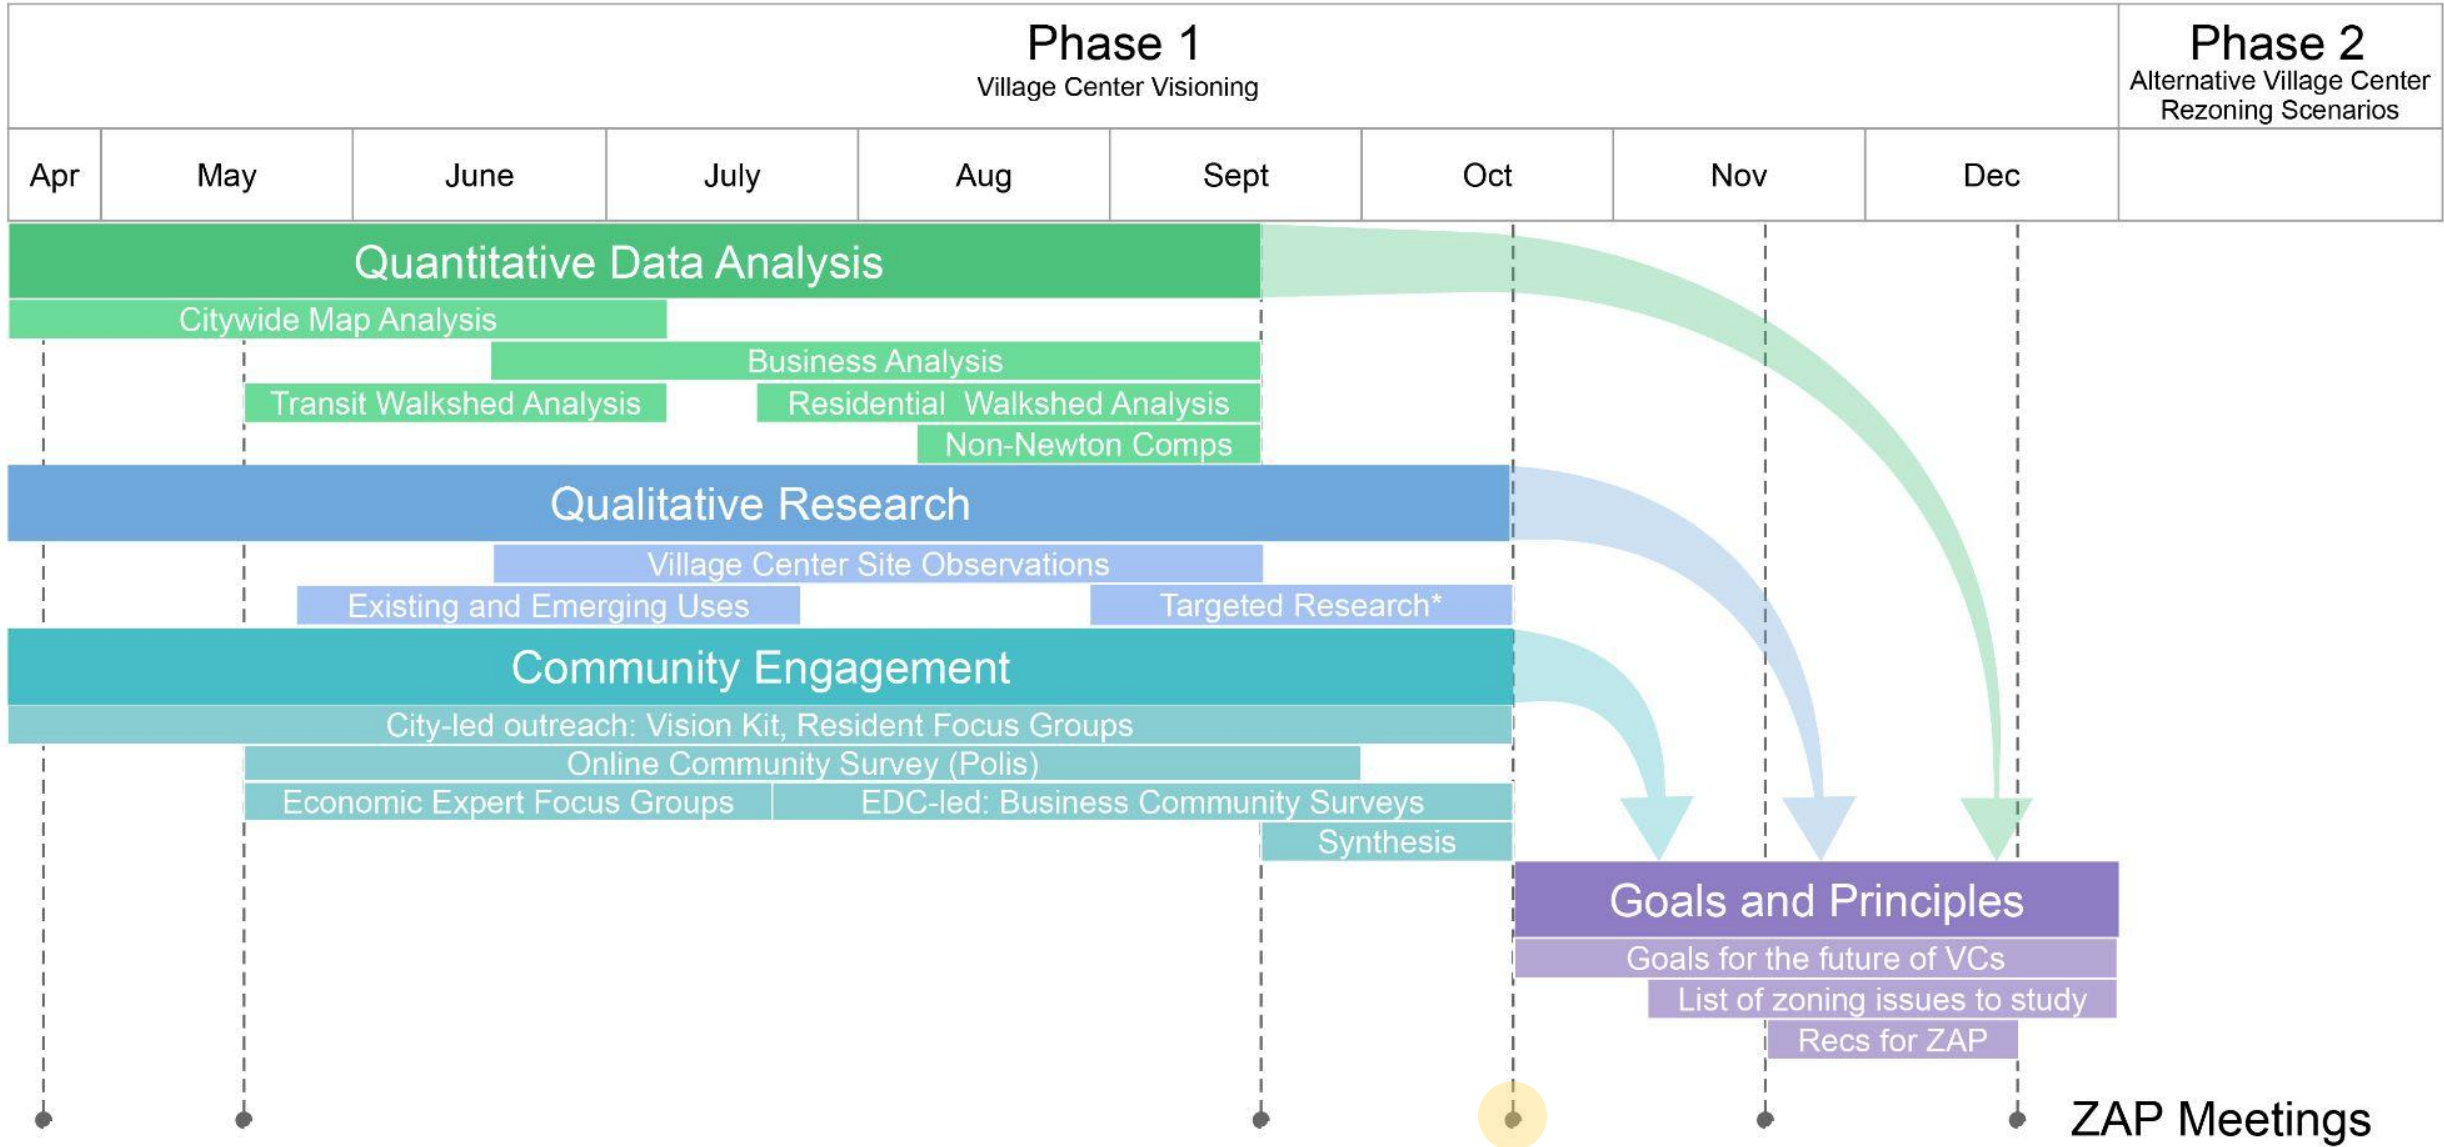 Phase 1
Village Center Visioning
Phase 2
Alternative Village Center
Rezoning Scenarios
Apr
May
June
July
Aug
Sept
Oct
Nov
Dec
Quantitative Data Analysis
Citywide Map Analysis
Business Analysis
Transit Walkshed Analysis
Residential Walkshed Analysis
Non-Newton Comps
Qualitative Research
Village Center Site Observations
Existing and Emerging Uses
Targeted Research*
Community Engagement
City-led outreach: Vision Kit, Resident Focus Groups
Online Community Survey (Polis)
Economic Expert Focus Groups
EDC-led: Business Community Surveys
Synthesis
Goals and Principles
Goals for the future of VCs
List of zoning issues to study
Recs for ZAP
ZAP Meetings